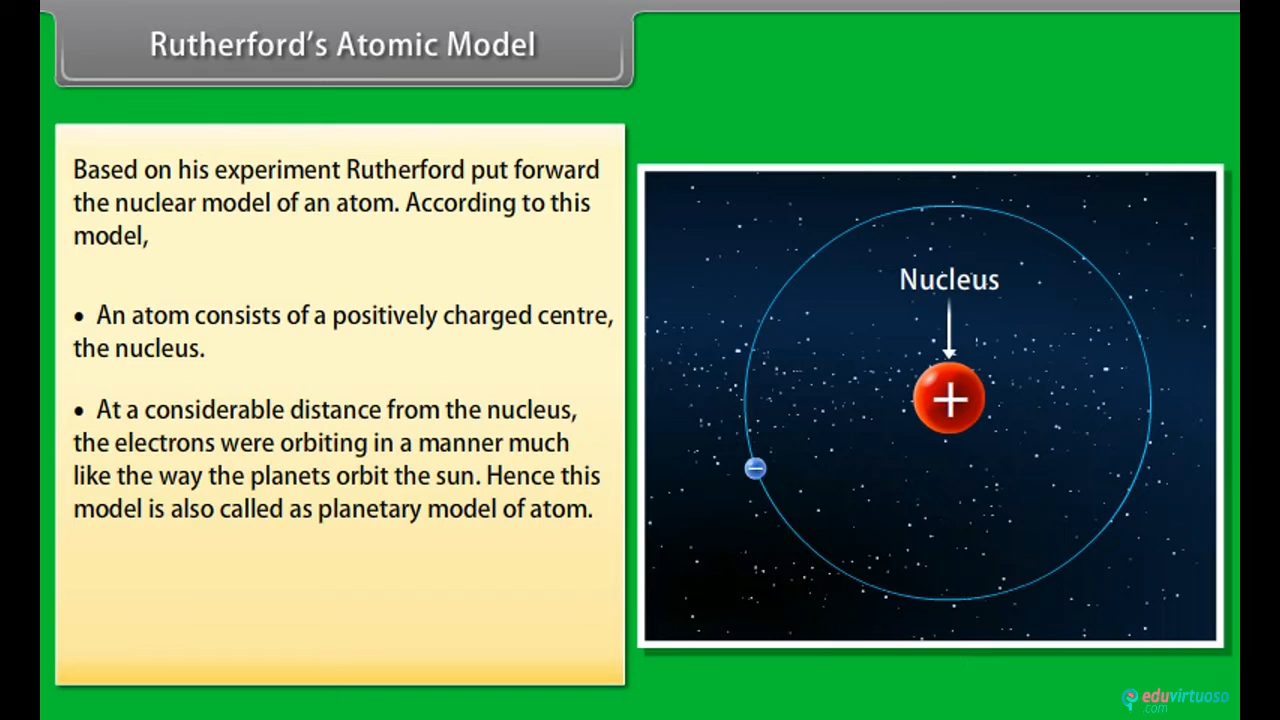 Rutherford's Atomic Model
Based on his experiment Rutherford put forward
the nuclear model of an atom. According to this
model,
• An atom consists of a positively charged centre,
the nucleus.
• At a considerable distance from the nucleus,
the electrons were orbiting in a manner much
like the way the planets orbit the sun. Hence this
model is also called as planetary model of atom.
Nucleus
+
−
eduvirtuoso
.com